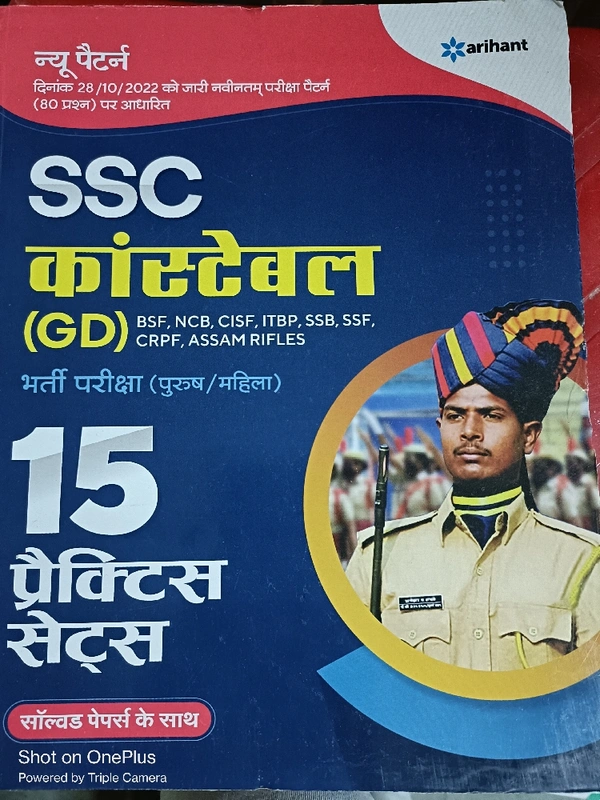 arihant
न्यू पैटर्न
दिनांक 28/10/2022 को जारी नवीनतम् परीक्षा पैटर्न
(80 प्रश्न) पर आधारित
SSC
कांस्टेबल
(GD) BSF, NCB, CISF, ITBP, SSB, SSF,
CRPF, ASSAM RIFLES
भर्ती परीक्षा (पुरुष/महिला)
15
प्रैक्टिस
सेट्स
सॉल्वड पेपर्स के साथ
Shot on OnePlus
Powered by Triple Camera